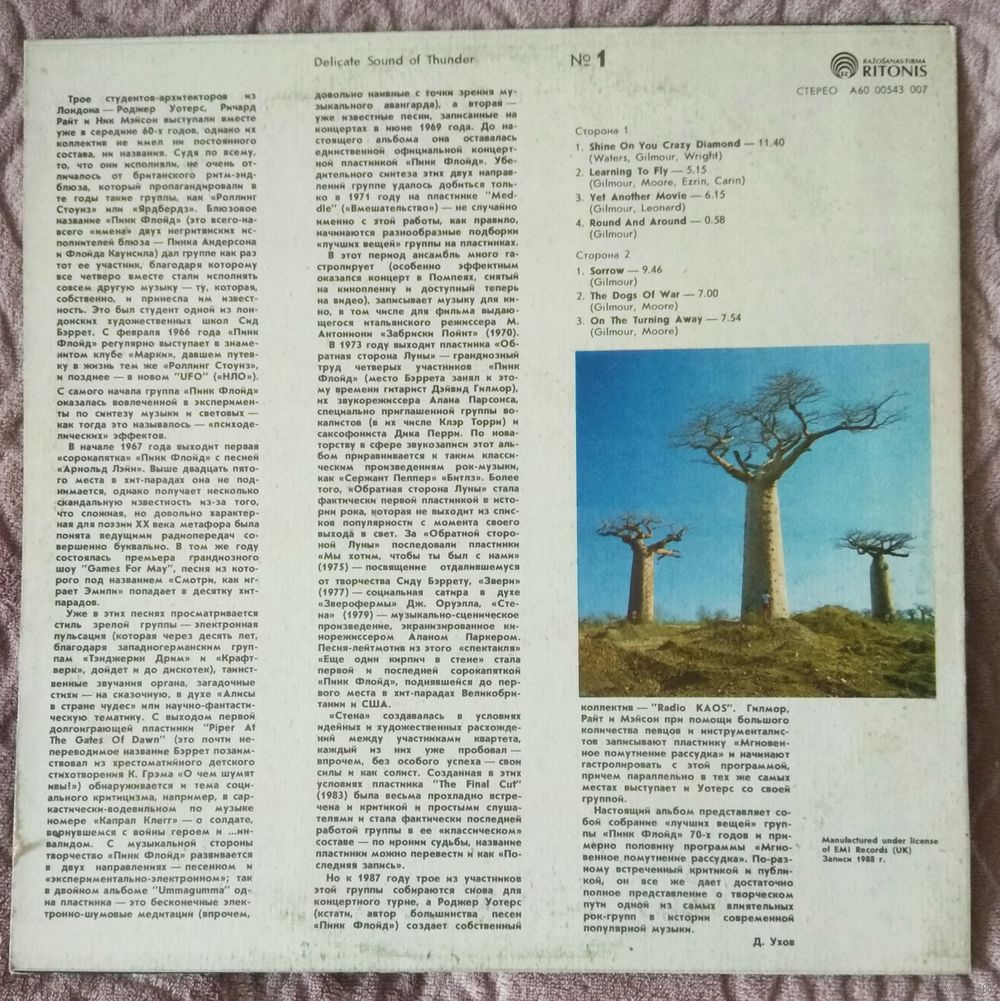 Delicate Sound of Thunder
№ 1
RAŽOŠANAS FIRMA
RITONIS
СТЕРЕО А60 00543 007
Трое студентов-архитекторов из
Лондона — Роджер Уотерс, Ричард
Райт и Ник Мэйсон выступали вместе
уже в середине 60-х годов, однако их
коллектив не имел ни постоянного
состава, ни названия. Судя по всему,
то, что они исполняли, не очень от-
личалось от британского ритм-энд-
блюза, который пропагандировали в
те годы такие группы, как «Роллинг
Стоунз» или «Ярдбердз». Блюзовое
название «Пинк Флойд» (это всего-на-
всего «имена» двух негритянских ис-
полнителей блюза — Пинка Андерсона
и Флойда Каунсила) дал группе как раз
тот ее участник, благодаря которому
все четверо вместе стали исполнять
совсем другую музыку — ту, которая,
собственно, и принесла им извест-
ность. Это был студент одной из лон-
донских художественных школ Сид
Бэррет. С февраля 1966 года «Пинк
Флойд» регулярно выступает в знаме-
нитом клубе «Марки», давшем путев-
ку в жизнь тем же «Роллинг Стоунз»,
и позднее — в новом "UFO" («НЛО»).
С самого начала группа «Пинк Флойд»
оказалась вовлеченной в эксперимен-
ты по синтезу музыки и световых —
как тогда это называлось — «психоде-
лических» эффектов.
В начале 1967 года выходит первая
«сорокапятка» «Пинк Флойд» с песней
«Арнольд Лэйн». Выше двадцать пято-
го места в хит-парадах она не под-
нимается, однако получает несколько
скандальную известность из-за того,
что сложная, но довольно характер-
ная для поэзии XX века метафора была
понята ведущими радиопередач со-
вершенно буквально. В том же году
состоялась премьера грандиозного
шоу "Games For May", песня из кото-
рого под названием «Смотри, как иг-
рает Эмили» попадает в десятку хит-
парадов.
Уже в этих песнях просматривается
стиль зрелой группы — электронная
пульсация (которая через десять лет,
благодаря западногерманским груп-
пам «Тэнджерин Дрим» и «Крафт-
верк», дойдет и до дискотек), таинст-
венные звучания органа, загадочные
стихи — на сказочную, в духе «Алисы
в стране чудес» или научно-фантасти-
ческую тематику. С выходом первой
долгоиграющей пластинки "Piper At
The Gates Of Dawn" (это почти не-
переводимое название Бэррет позаим-
ствовал из хрестоматийного детского
стихотворения К. Грэма «О чем шумят
ивы!») обнаруживается и тема соци-
ального критицизма, например, в сар-
кастически-водевильном по музыке
номере «Капрал Клегг» — о солдате,
вернувшемся с войны героем и ...ин-
валидом. С музыкальной стороны
творчество «Пинк Флойд» развивается
в двух направлениях — песенном и
«экспериментально-электронном»; так
в двойном альбоме "Ummagumma" од-
на пластинка — это бесконечные элек-
тронно-шумовые медитации (впрочем,
довольно наивные с точки зрения му-
зыкального авангарда), а вторая —
уже известные песни, записанные на
концертах в июне 1969 года. До на-
стоящего альбома она оставалась
единственной официальной концерт-
ной пластинкой «Пинк Флойд». Убе-
дительного синтеза этих двух направ-
лений группе удалось добиться толь-
ко в 1971 году на пластинке "Med-
dle" («Вмешательство») — не случайно
именно с этой работы, как правило,
начинаются разнообразные подборки
«лучших вещей» группы на пластинках.
В этот период ансамбль много га-
стролирует (особенно эффектным
оказался концерт в Помпеях, снятый
на кинопленку и доступный теперь
на видео), записывает музыку для ки-
но, в том числе для фильма выдаю-
щегося итальянского режиссера М.
Антониони «Забриски Пойнт» (1970).
В 1973 году выходит пластинка «Об-
ратная сторона Луны» — грандиозный
труд четверых участников «Пинк
Флойд» (место Бэррета занял к это-
му времени гитарист Дэйвид Гилмор),
их звукорежиссера Алана Парсонса,
специально приглашенной группы во-
калистов (в их числе Клэр Торри) и
саксофониста Дика Перри. По нова-
торству в сфере звукозаписи этот аль-
бом приравнивается к таким класси-
ческим произведениям рок-музыки,
как «Сержант Пеппер» «Битлз». Более
того, «Обратная сторона Луны» стала
фактически первой пластинкой в исто-
рии рока, которая не выходит из спис-
ков популярности с момента своего
выхода в свет. За «Обратной сторо-
ной Луны» последовали пластинки
«Мы хотим, чтобы ты был с нами»
(1975) — посвящение отдалившемуся
от творчества Сиду Бэррету, «Звери»
(1977) — социальная сатира в духе
«Зверофермы» Дж. Оруэлла, «Сте-
на» (1979) — музыкально-сценическое
произведение, экранизированное ки-
норежиссером Аланом Паркером.
Песня-лейтмотив из этого «спектакля»
«Еще один кирпич в стене» стала
первой и последней сорокапяткой
«Пинк Флойд», поднявшейся до пер-
вого места в хит-парадах Великобри-
тании и США.
«Стена» создавалась в условиях
идейных и художественных расхожде-
ний между участниками квартета,
каждый из них уже пробовал —
впрочем, без особого успеха — свои
силы и как солист. Созданная в этих
условиях пластинка "The Final Cut"
(1983) была весьма прохладно встре-
чена и критикой и простыми слуша-
телями и стала фактически последней
работой группы в ее «классическом»
составе — по иронии судьбы, название
пластинки можно перевести и как «По-
следняя запись».
Но к 1987 году трое из участников
этой группы собираются снова для
концертного турне, а Роджер Уотерс
(кстати, автор большинства песен
«Пинк Флойд») создает собственный
Сторона 1
1. Shine On You Crazy Diamond — 11.40
(Waters, Gilmour, Wright)
2. Learning To Fly — 5.15
(Gilmour, Moore, Ezrin, Carin)
3. Yet Another Movie — 6.15
(Gilmour, Leonard)
4. Round And Around — 0.58
(Gilmour)
Сторона 2
1. Sorrow — 9.46
(Gilmour)
2. The Dogs Of War — 7.00
(Gilmour, Moore)
3. On The Turning Away — 7.54
(Gilmour, Moore)
коллектив — "Radio KAOS". Гилмор,
Райт и Мэйсон при помощи большого
количества певцов и инструменталис-
тов записывают пластинку «Мгновен-
ное помутнение рассудка» и начинают
гастролировать с этой программой,
причем параллельно в тех же самых
местах выступает и Уотерс со своей
группой.
Настоящий альбом представляет со-
бой собрание «лучших вещей» груп-
пы «Пинк Флойд» 70-х годов и при-
мерно половину программы «Мгно-
венное помутнение рассудка». По-раз-
ному встреченный критикой и публи-
кой, он все же дает достаточно
полное представление о творческом
пути одной из самых влиятельных
рок-групп в истории современной
популярной музыки.
Д. Ухов
Manufactured under license
of EMI Records (UK)
Записи 1988 г.